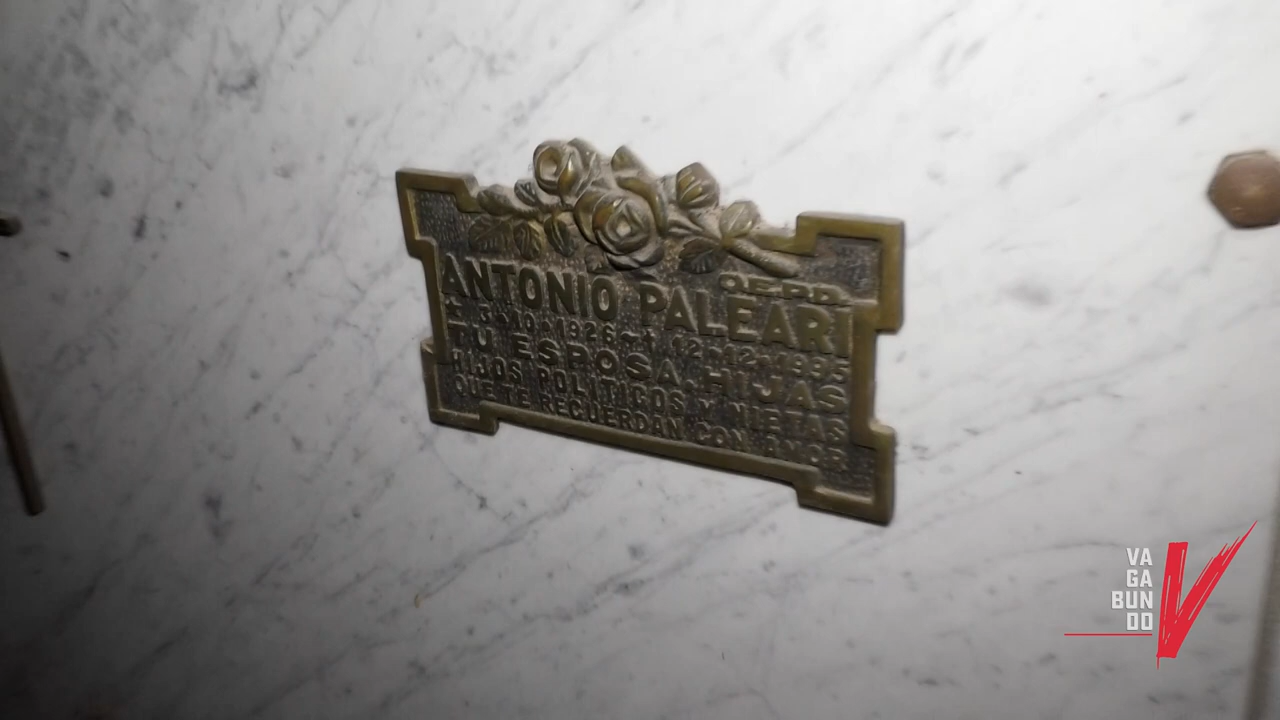 Q.E.P.D.
ANTONIO PALEARI
★ 3-10-1926 ~ † 12-12-1995
TU ESPOSA, HIJAS
HIJOS POLITICOS Y NIETAS
QUE TE RECUERDAN CON AMOR
VA
GA
BUN
DO
V